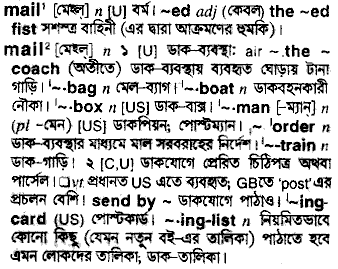 mail¹ [মেইল্] n [U] বর্ম। ~ed adj (কেবল) the ~ed
fist সশস্ত্র বাহিনী (এর দ্বারা আক্রমণের হুমকি)।
mail² [মেইল্] n ১ [U] ডাক-ব্যবস্থা: air ~. the ~
coach (অতীতে) ডাক-ব্যবস্থায় ব্যবহৃত ঘোড়ায় টানা
গাড়ি। '~·bag n মেল-ব্যাগ। '~·boat n ডাকবহনকারী
নৌকা। '~·box n [US] ডাক-বাক্স। '~·man [-ম্যান্] n
(pl -মেন) [US] ডাকপিয়ন; পোস্টম্যান। '~ 'order n
ডাক-ব্যবস্থার মাধ্যমে মাল সরবরাহের নির্দেশ। '~-train n
ডাক-গাড়ি। ২ [C,U] ডাকযোগে প্রেরিত চিঠিপত্র অথবা
পার্সেল। □vt প্রধানত US এতে ব্যবহৃত; GBতে 'post' এর
প্রচলন বেশি। send by ~ ডাকযোগে পাঠাও। '~·ing-
card (US) পোস্টকার্ড। '~·ing-list n নিয়মিতভাবে
কোনো কিছু (যেমন নতুন বই-এর তালিকা) পাঠাতে হবে
এমন লোকদের তালিকা; ডাক-তালিকা।